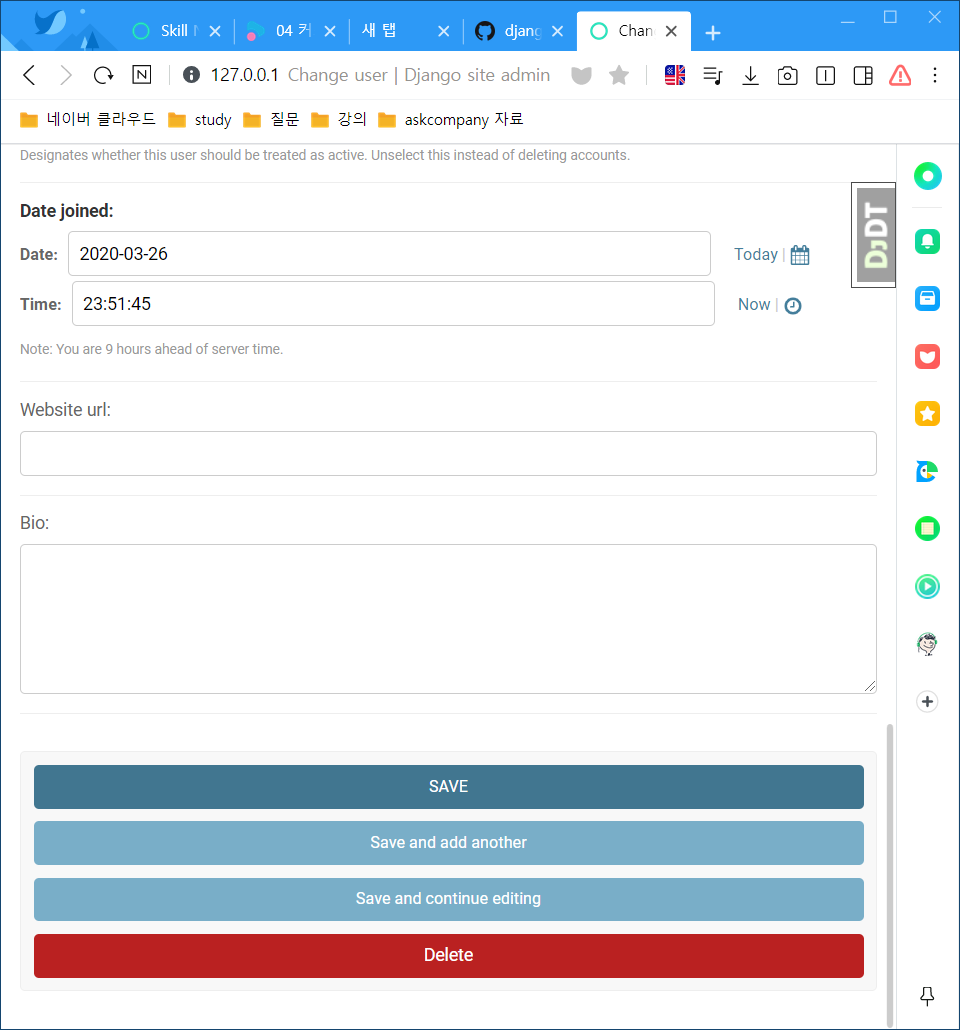 Skill
04 커
새 탭
djang
Chan
N
127.0.0.1 Change user | Django site admin
네이버 클라우드
study
질문
강의
askcompany 자료
Designates whether this user should be treated as active. Unselect this instead of deleting accounts.
Date joined:
DJDT
Date: 2020-03-26 Today |
Time: 23:51:45 Now |
Note: You are 9 hours ahead of server time.
Website url:
Bio:
SAVE
Save and add another
Save and continue editing
Delete